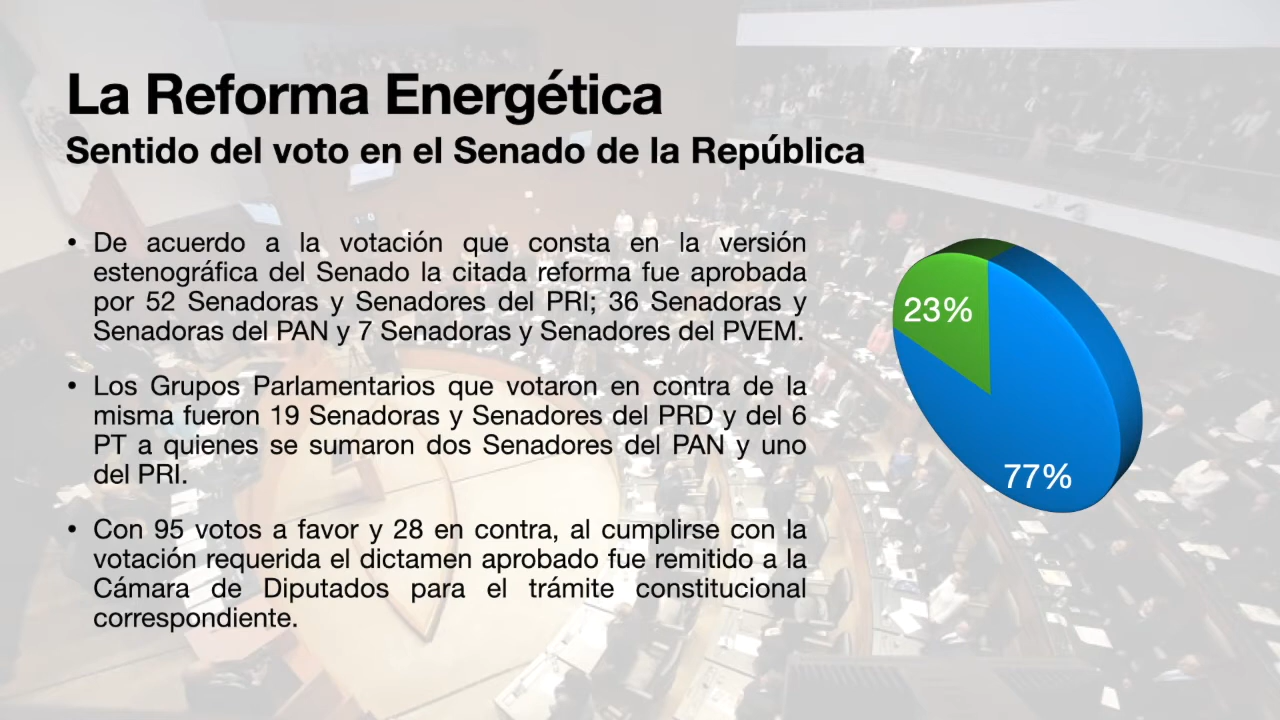 La Reforma Energética
Sentido del voto en el Senado de la República
• De acuerdo a la votación que consta en la versión
estenográfica del Senado la citada reforma fue aprobada
por 52 Senadoras y Senadores del PRI; 36 Senadoras y
Senadoras del PAN y 7 Senadoras y Senadores del PVEM.
• Los Grupos Parlamentarios que votaron en contra de la
misma fueron 19 Senadoras y Senadores del PRD y del 6
PT a quienes se sumaron dos Senadores del PAN y uno
del PRI.
• Con 95 votos a favor y 28 en contra, al cumplirse con la
votación requerida el dictamen aprobado fue remitido a la
Cámara de Diputados para el trámite constitucional
correspondiente.
23%
77%